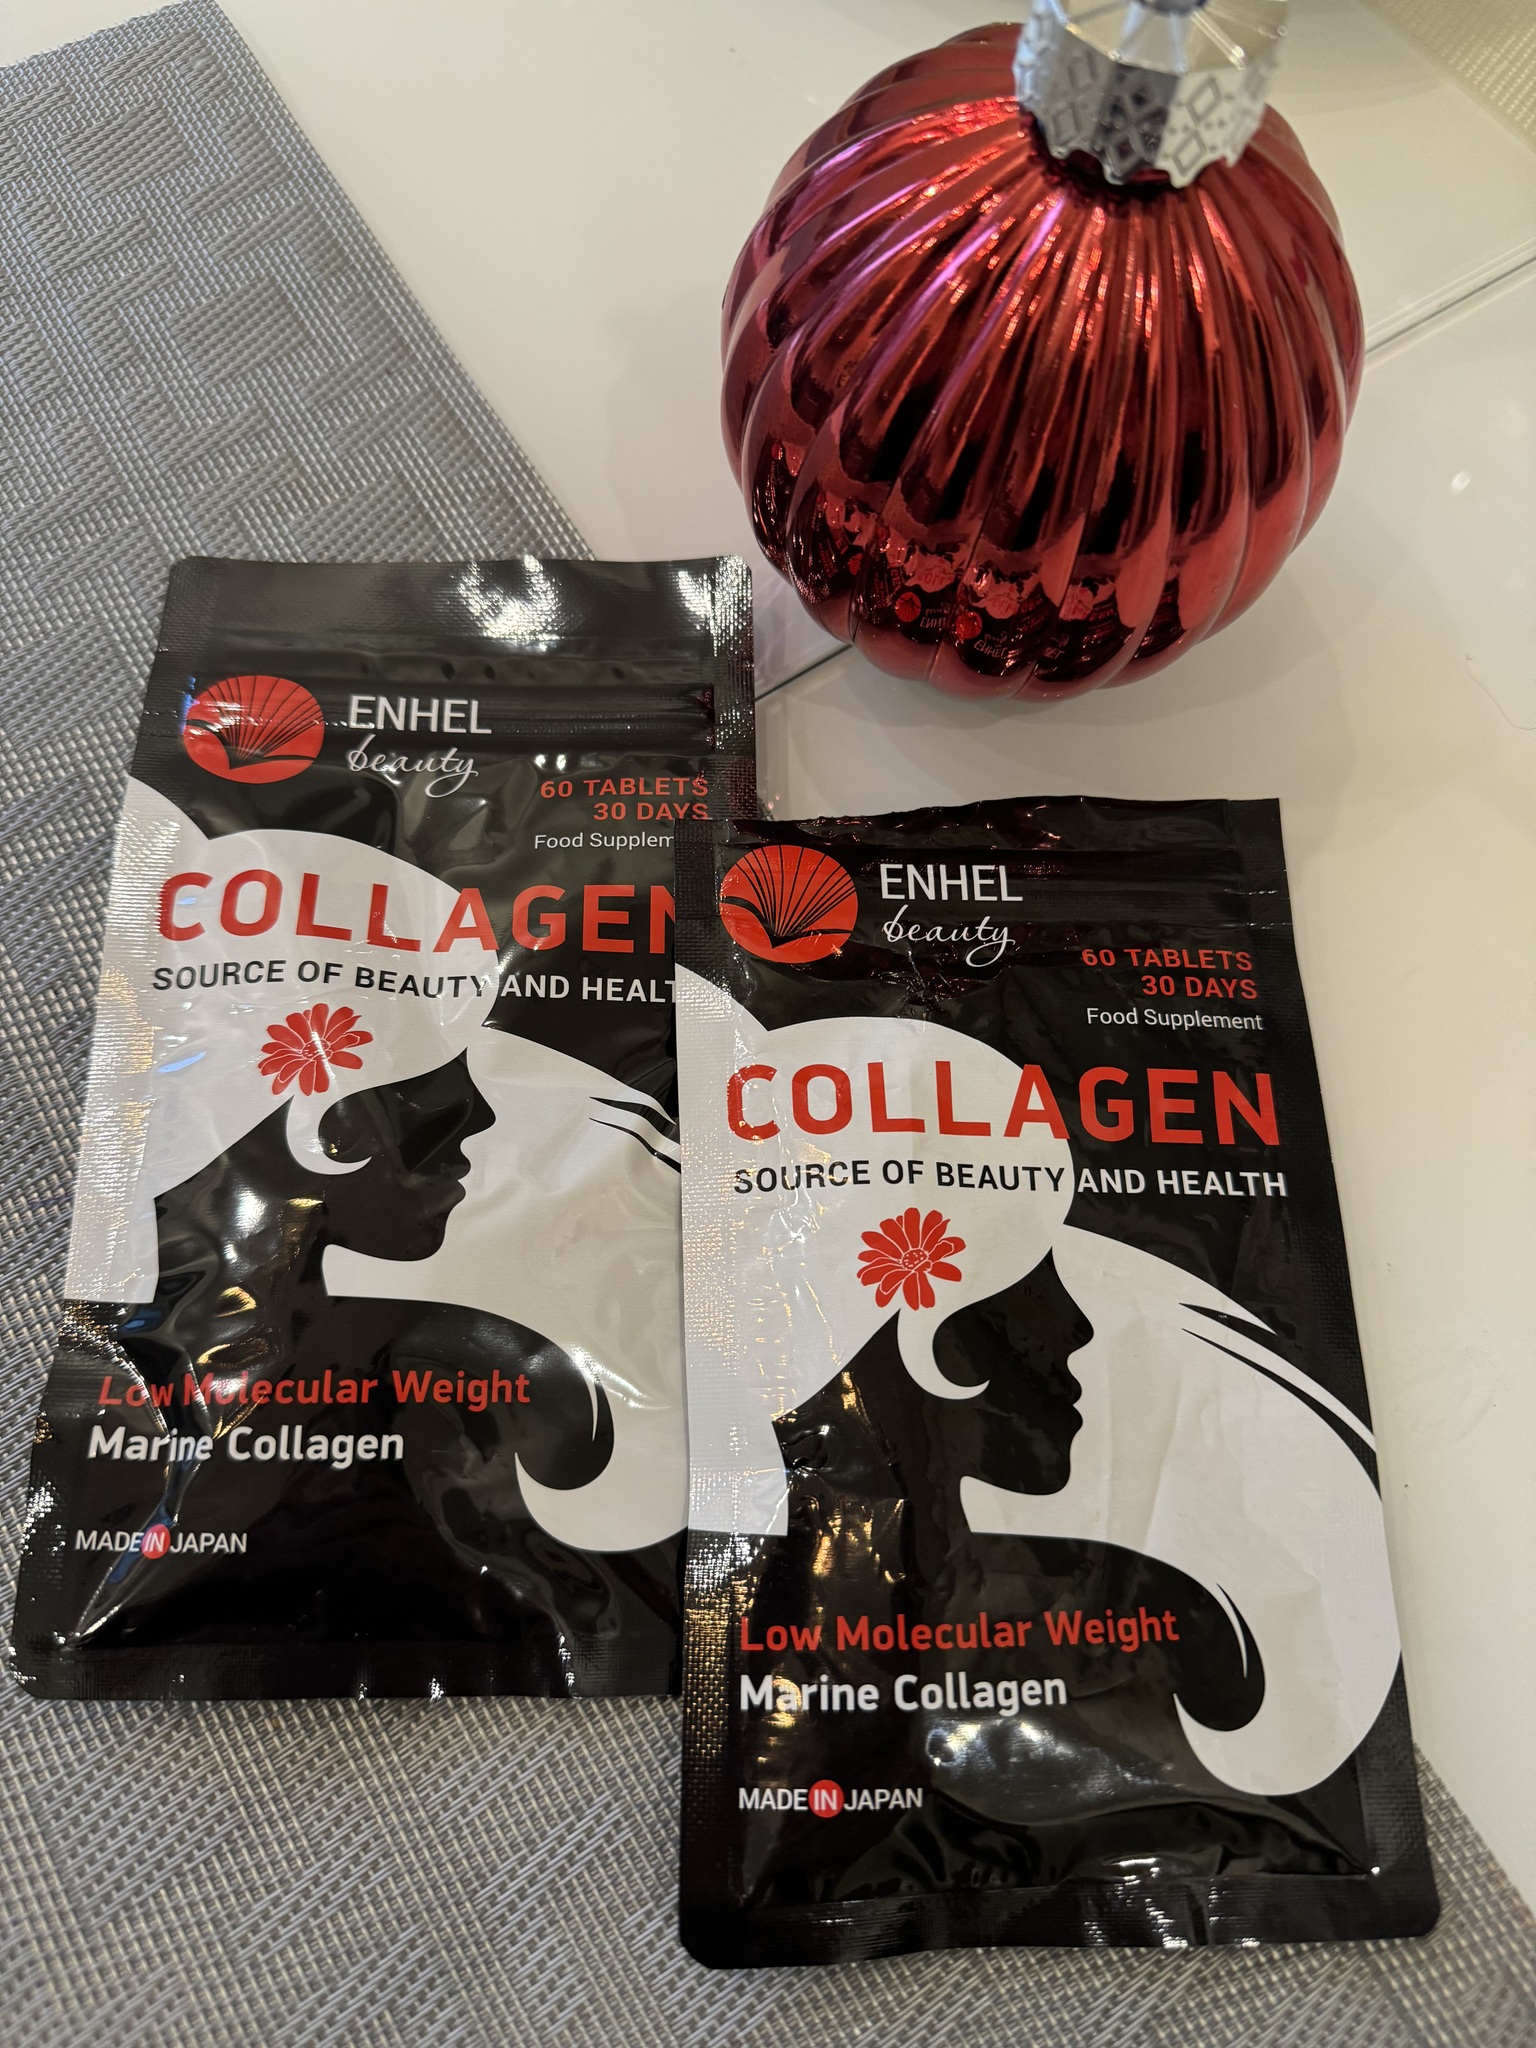 ENHEL
beauty
60 TABLETS
30 DAYS
Food Supplem
COLLAGEN
SOURCE OF BEAUTY AND HEALT
Low Molecular Weight
Marine Collagen
MADE IN JAPAN
ENHEL
beauty
60 TABLETS
30 DAYS
Food Supplement
COLLAGEN
SOURCE OF BEAUTY AND HEALTH
Low Molecular Weight
Marine Collagen
MADE IN JAPAN